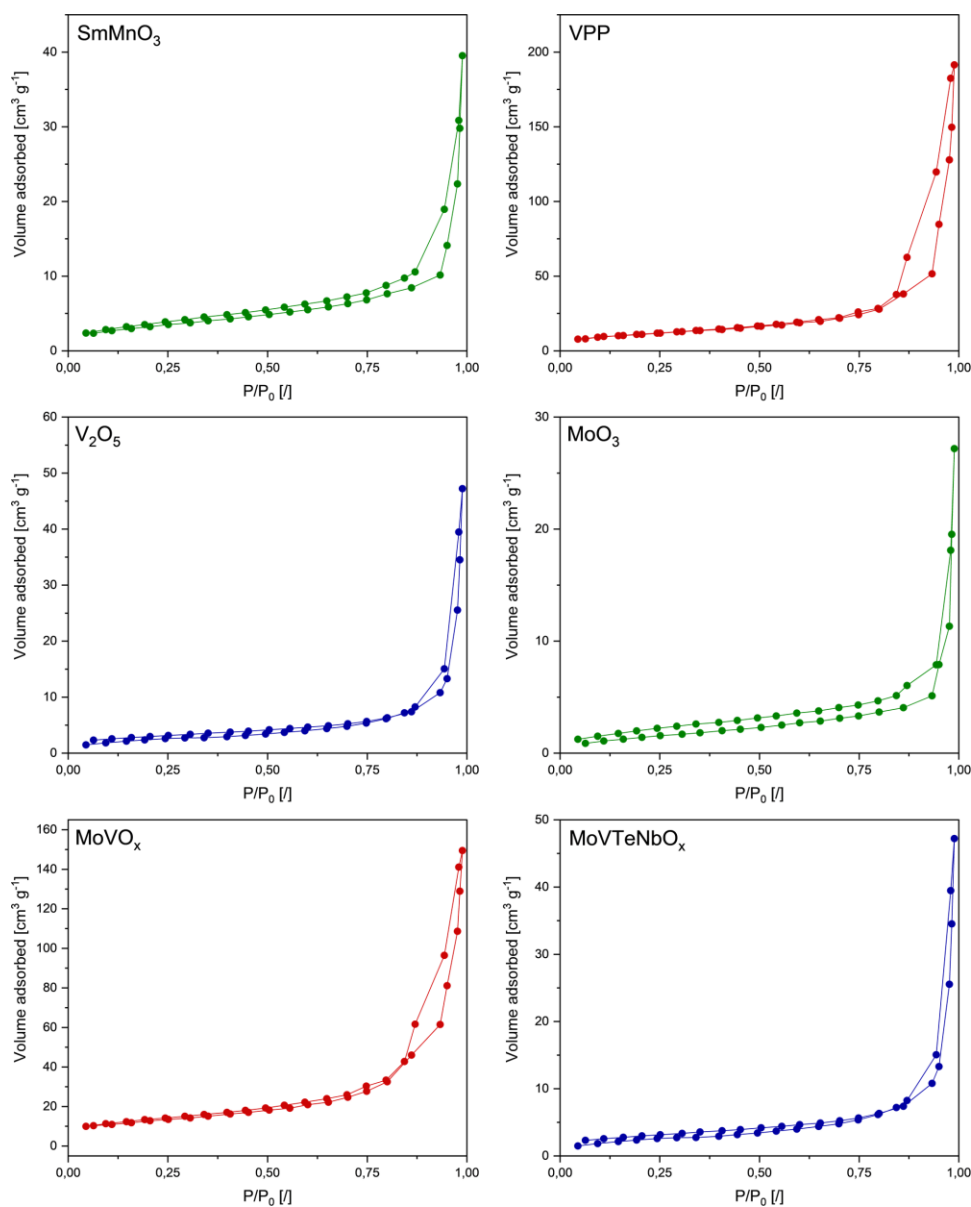 SmMnO₃
Volume adsorbed [cm³ g⁻¹]
40
30
20
10
0
0,00 0,25 0,50 0,75 1,00
P/P₀ [/]
VPP
Volume adsorbed [cm³ g⁻¹]
200
150
100
50
0
0,00 0,25 0,50 0,75 1,00
P/P₀ [/]
V₂O₅
Volume adsorbed [cm³ g⁻¹]
60
50
40
30
20
10
0
0,00 0,25 0,50 0,75 1,00
P/P₀ [/]
MoO₃
Volume adsorbed [cm³ g⁻¹]
30
20
10
0
0,00 0,25 0,50 0,75 1,00
P/P₀ [/]
MoVOₓ
Volume adsorbed [cm³ g⁻¹]
160
140
120
100
80
60
40
20
0
0,00 0,25 0,50 0,75 1,00
P/P₀ [/]
MoVTeNbOₓ
Volume adsorbed [cm³ g⁻¹]
50
40
30
20
10
0
0,00 0,25 0,50 0,75 1,00
P/P₀ [/]